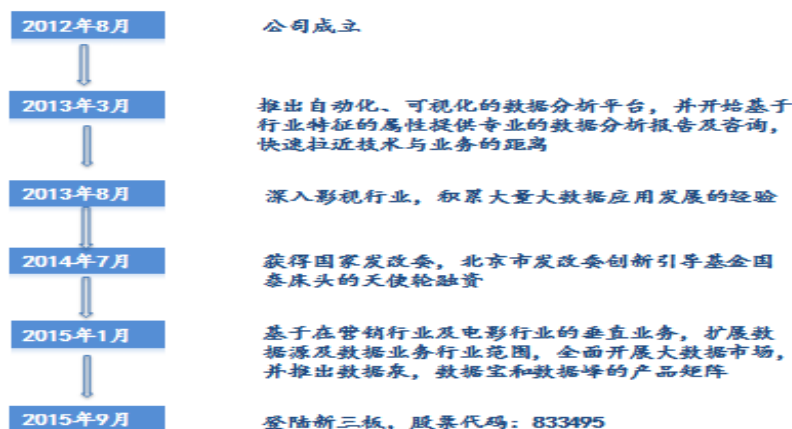 2012年8月 公司成立
2013年3月 推出自动化、可视化的数据分析平台，并开始基于
行业特征的属性提供专业的数据分析报告及咨询，
快速拉近技术与业务的距离
2013年8月 深入影视行业，积累大量大数据应用发展的经验
2014年7月 获得国家发改委，北京市发改委创新引导基金国
泰床头的天使轮融资
2015年1月 基于在营销行业及电影行业的垂直业务，扩展数
据源及数据业务行业范围，全面开展大数据市场，
并推出数据泵，数据宝和数据峰的产品矩阵
2015年9月 登陆新三板，股票代码：833495